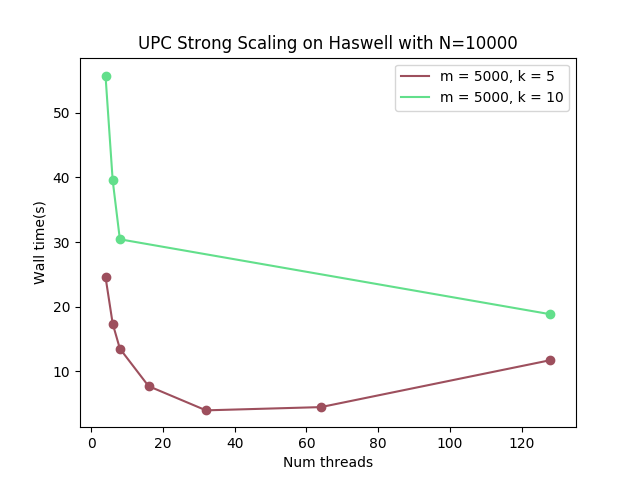 UPC Strong Scaling on Haswell with N=10000
m = 5000, k = 5
m = 5000, k = 10
Wall time(s)
50
40
30
20
10
0
20
40
60
80
100
120
Num threads